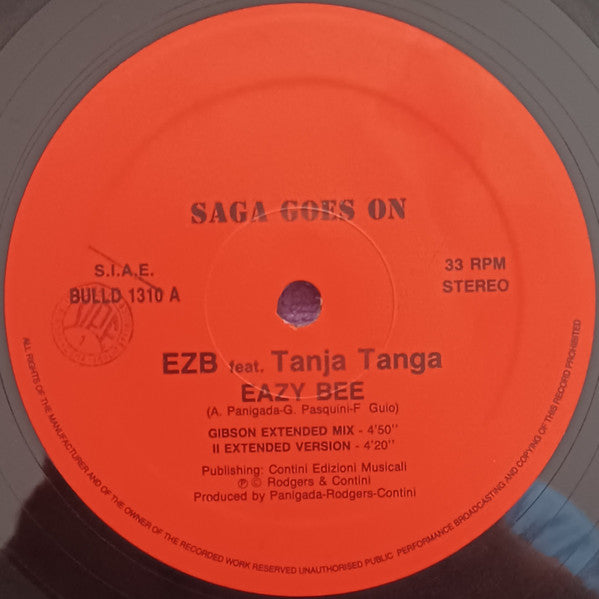 SAGA GOES ON
S.I.A.E.
BULLD 1310 A
33 RPM
STEREO
EZB feat. Tanja Tanga
EAZY BEE
(A. Panigada-G. Pasquini-F Guio)
GIBSON EXTENDED MIX - 4'50"
II EXTENDED VERSION - 4'20"
Publishing: Contini Edizioni Musicali
℗ © Rodgers & Contini
Produced by Panigada-Rodgers-Contini
ALL RIGHTS OF THE MANUFACTURER AND OF THE OWNER OF THE RECORDED WORK RESERVED UNAUTHORISED PUBLIC PERFORMANCE BROADCASTING AND COPYING OF THIS RECORD PROHIBITED